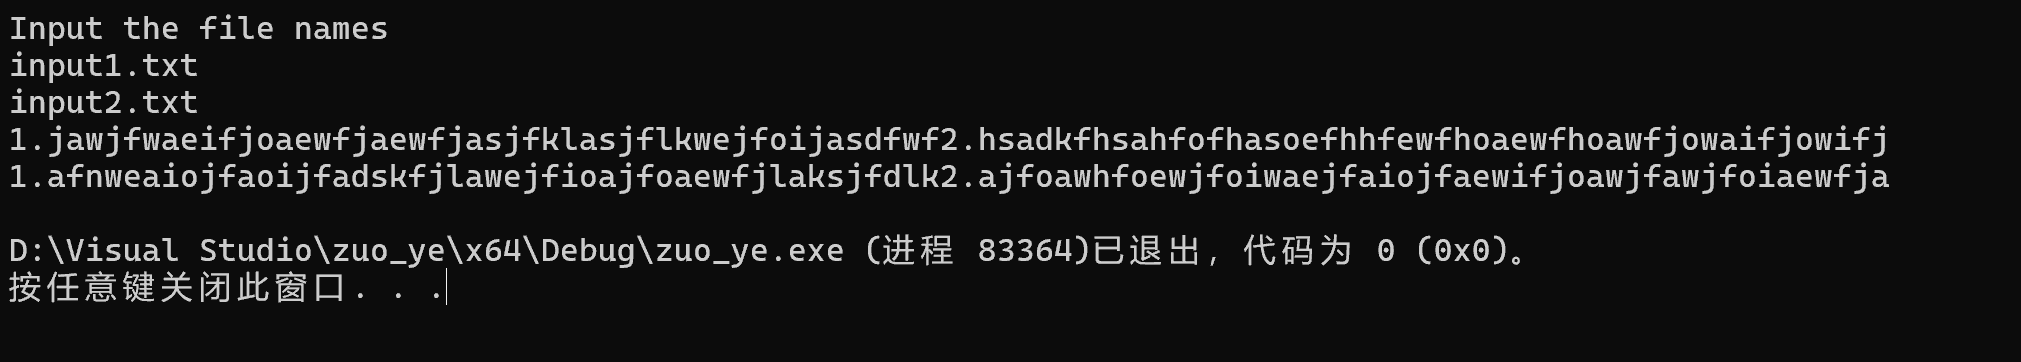 Input the file names
input1.txt
input2.txt
1.jawjfwaeifjoaewfjaewfjasjfklasjflkwejfoijasdfwf2.hsadkfhsahfofhasoefhhfewfhoaewfhoawfjowaifjowifj
1.afnweaiojfaoijfadskfjlawejfioajfoaewfjlaksjfdlk2.ajfoawhfoewjfoiwaejfaiojfaewifjoawjfawjfoiaewfja
D:\Visual Studio\zuo_ye\x64\Debug\zuo_ye.exe (进程 83364)已退出，代码为 0 (0x0)。
按任意键关闭此窗口. . .